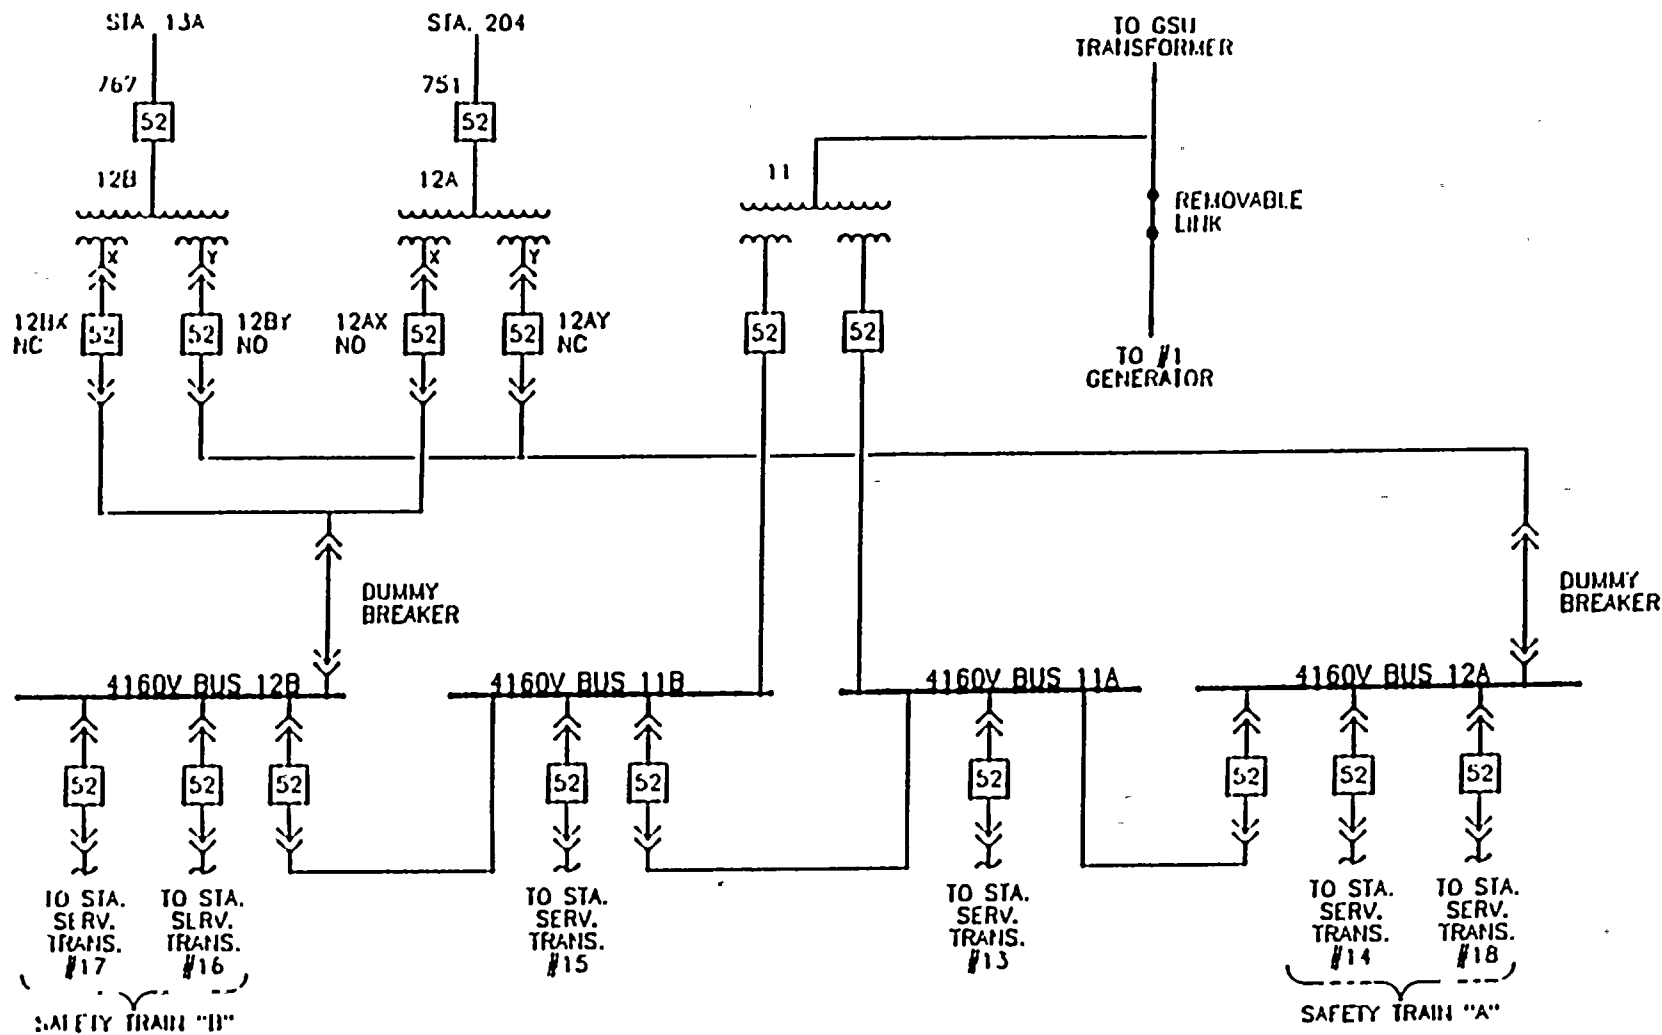 STA 13A
STA. 204
TO GSU
TRANSFORMER
767
751
52
52
12B
12A
11
REMOVABLE
LINK
X
Y
X
Y
12BX
NC
52
52
12BY
NO
12AX
NO
52
52
12AY
NC
52
52
TO #1
GENERATOR
DUMMY
BREAKER
DUMMY
BREAKER
4160V BUS 12B
4160V BUS 11B
4160V BUS 11A
4160V BUS 12A
52
52
52
52
52
52
52
52
52
TO STA.
SERV.
TRANS.
#17
TO STA.
SERV.
TRANS.
#16
TO STA.
SERV.
TRANS.
#15
TO STA.
SERV.
TRANS.
#13
TO STA.
SERV.
TRANS.
#14
TO STA.
SERV.
TRANS.
#18
SAFETY TRAIN "B"
SAFETY TRAIN "A"